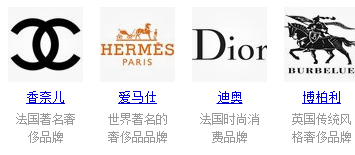 HERMES
PARIS
Dior
BURBELUE
香奈儿 爱马仕 迪奥 博柏利
法国著名奢 世界著名的 法国时尚消 英国传统风
侈品品牌 奢侈品品牌 费品牌 格奢侈品牌